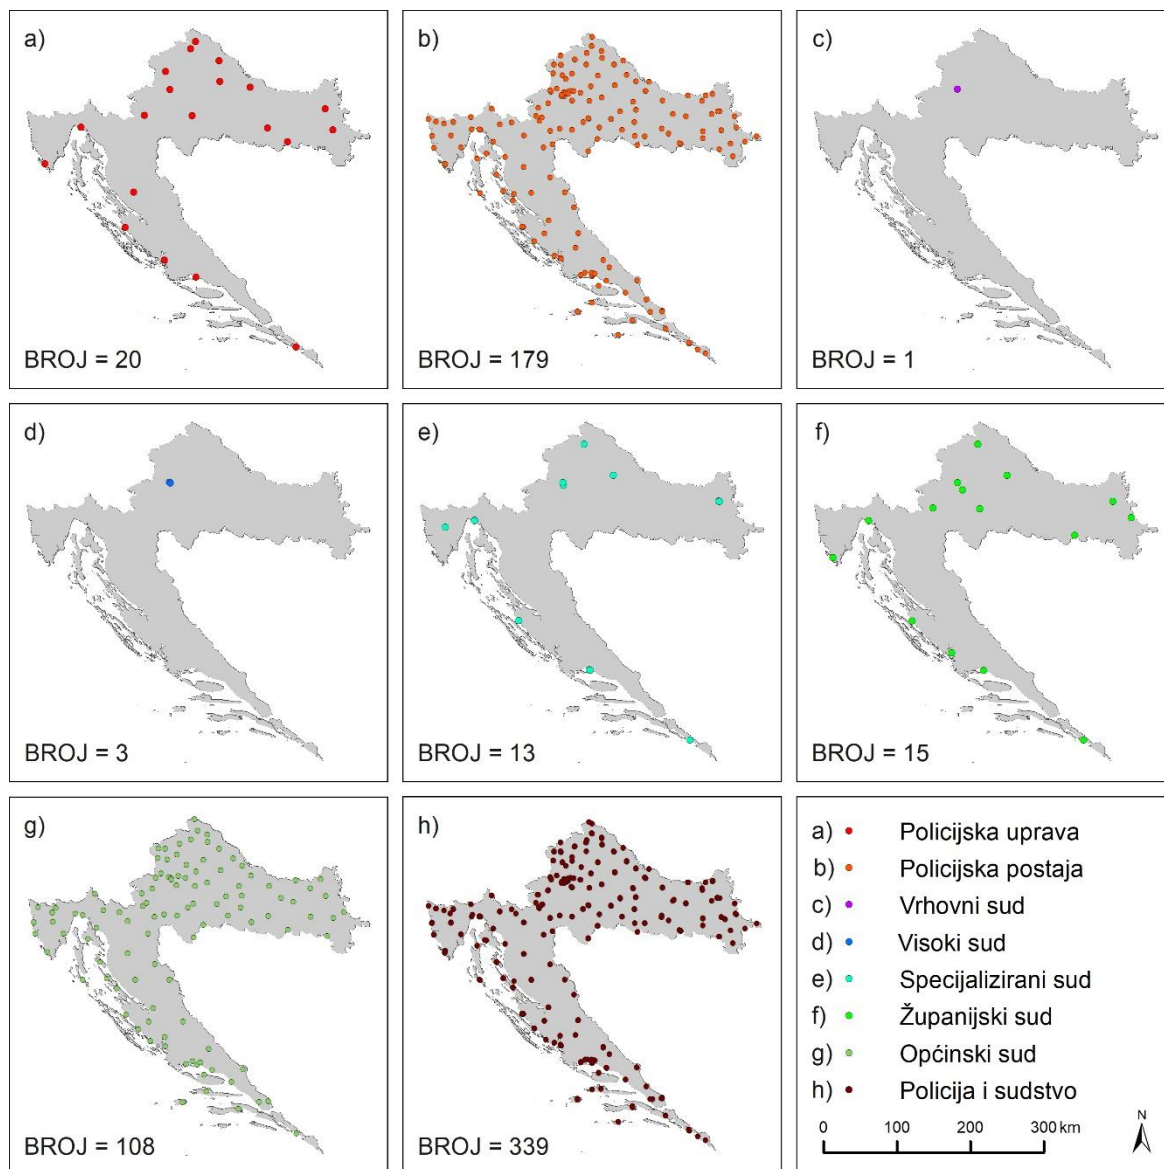 a)
BROJ = 20
b)
BROJ = 179
c)
BROJ = 1
d)
BROJ = 3
e)
BROJ = 13
f)
BROJ = 15
g)
BROJ = 108
h)
BROJ = 339
a) Policijska uprava
b) Policijska postaja
c) Vrhovni sud
d) Visoki sud
e) Specijalizirani sud
f) Županijski sud
g) Općinski sud
h) Policija i sudstvo
N
0 100 200 300 km